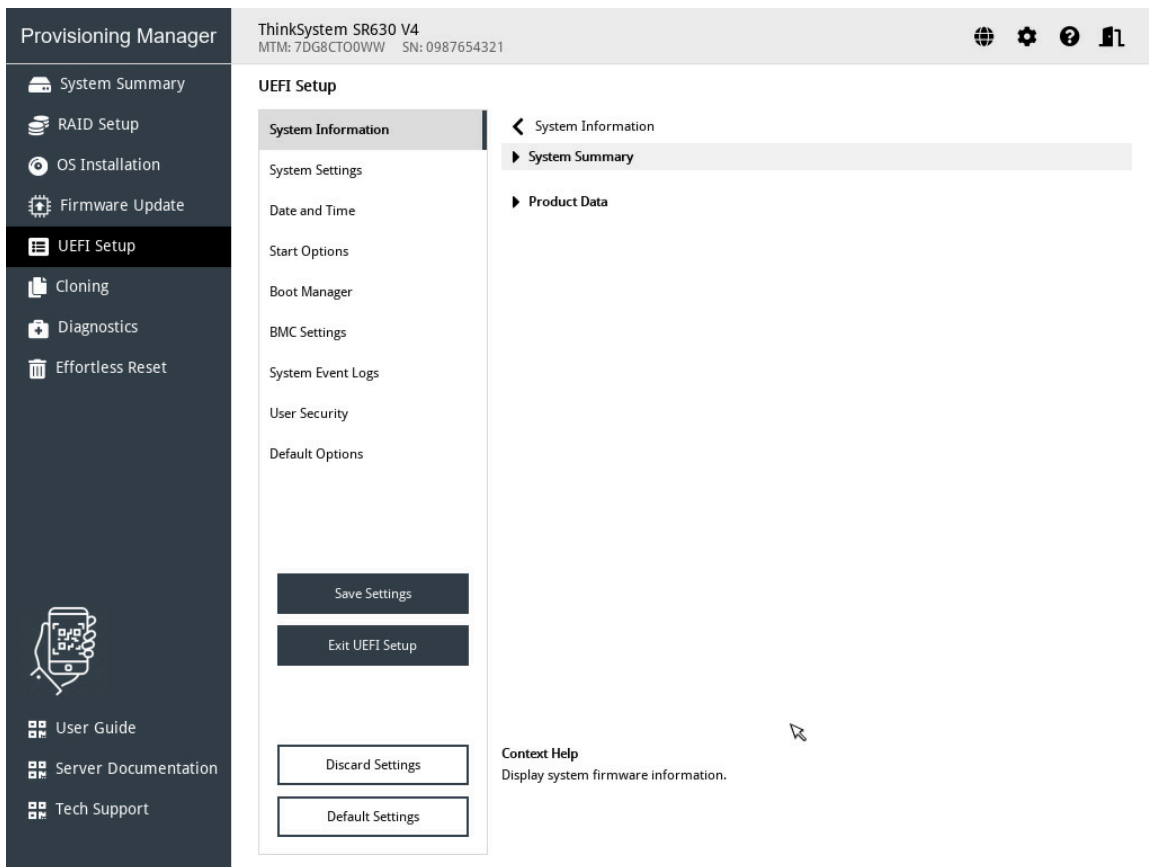 Provisioning Manager
System Summary
RAID Setup
OS Installation
Firmware Update
UEFI Setup
Cloning
Diagnostics
Effortless Reset
User Guide
Server Documentation
Tech Support
ThinkSystem SR630 V4
MTM: 7DG8CTO0WW SN: 0987654321
UEFI Setup
System Information
System Settings
Date and Time
Start Options
Boot Manager
BMC Settings
System Event Logs
User Security
Default Options
Save Settings
Exit UEFI Setup
Discard Settings
Default Settings
System Information
System Summary
Product Data
Context Help
Display system firmware information.